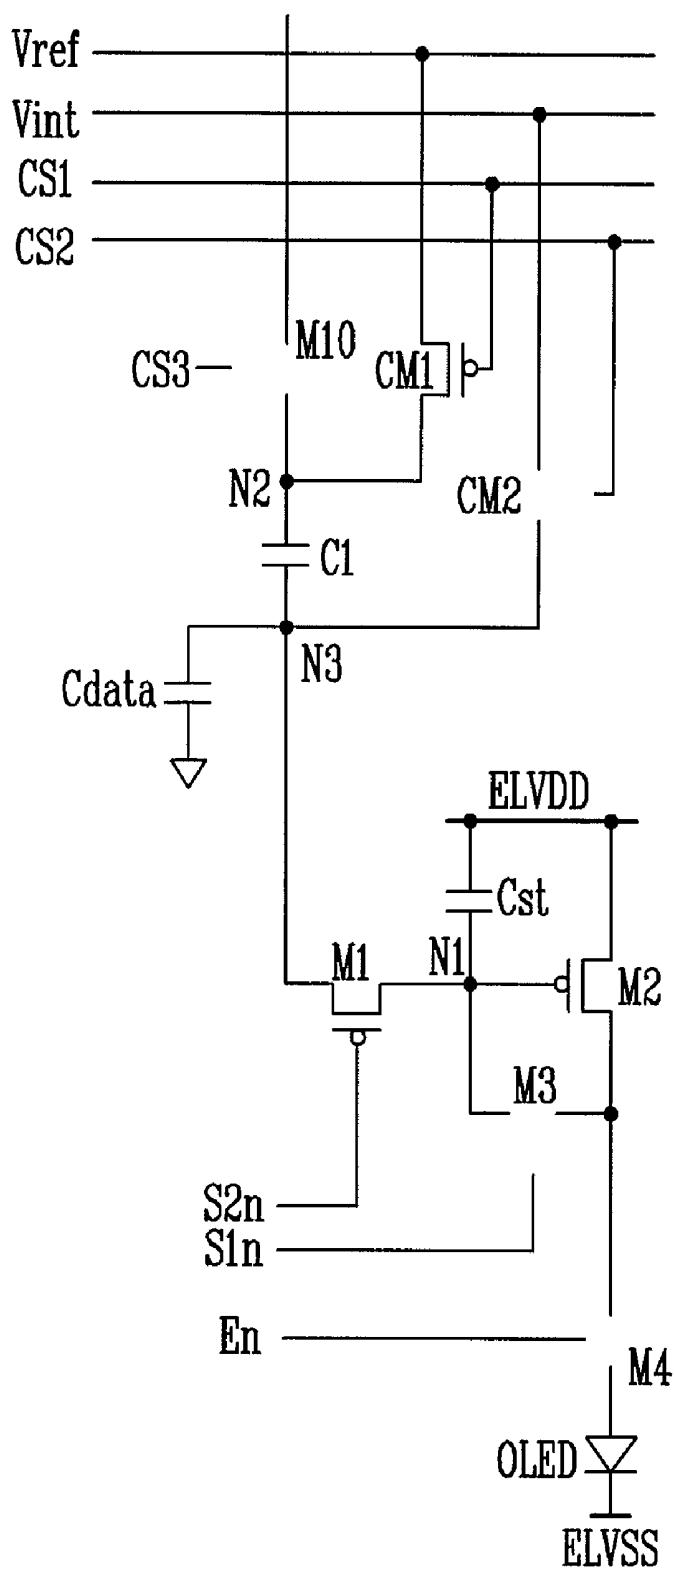 Vref
Vint
CS1
CS2
M10
CS3
CM1
N2
CM2
C1
N3
Cdata
ELVDD
Cst
M1
N1
M2
M3
S2n
S1n
En
M4
OLED
ELVSS